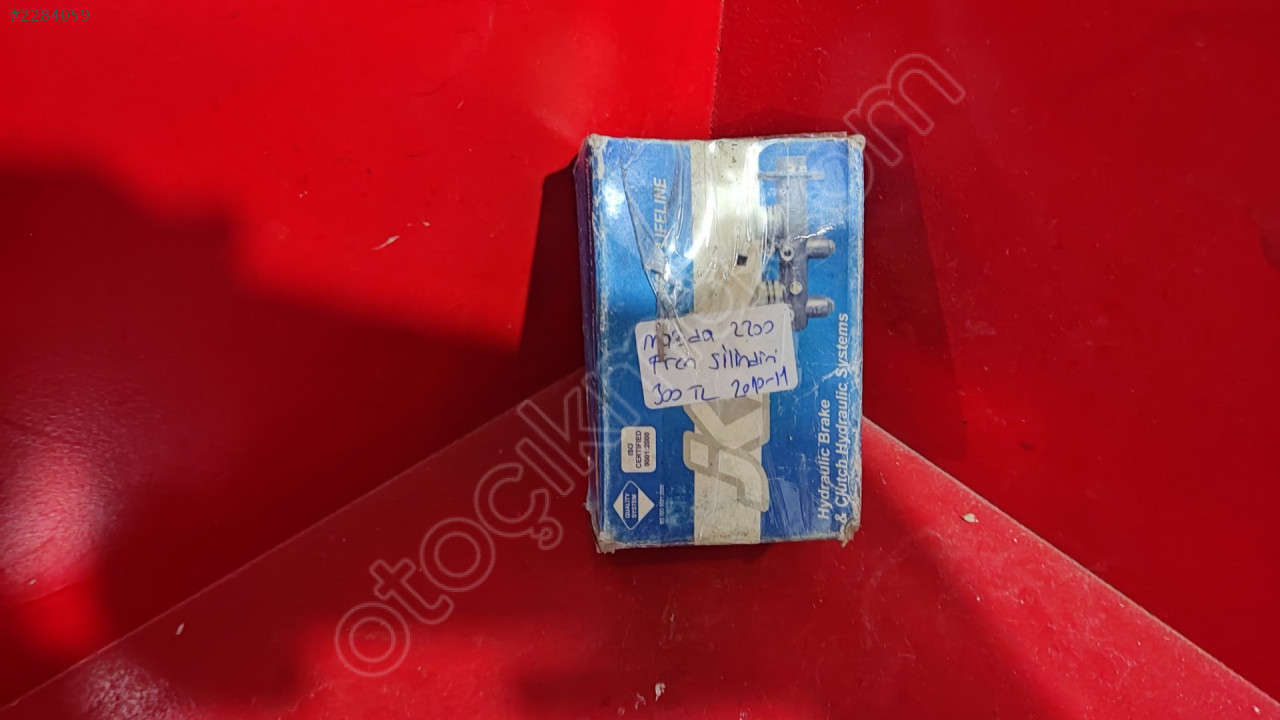 #2284059
otoçıkma.com
LIFELINE
mazda 2200
fren silindiri
300 TL 2010-11
JK
ISO
CERTIFIED
9001:2000
QUALITY
SYSTEM
Hydraulic Brake
& Clutch Hydraulic Systems